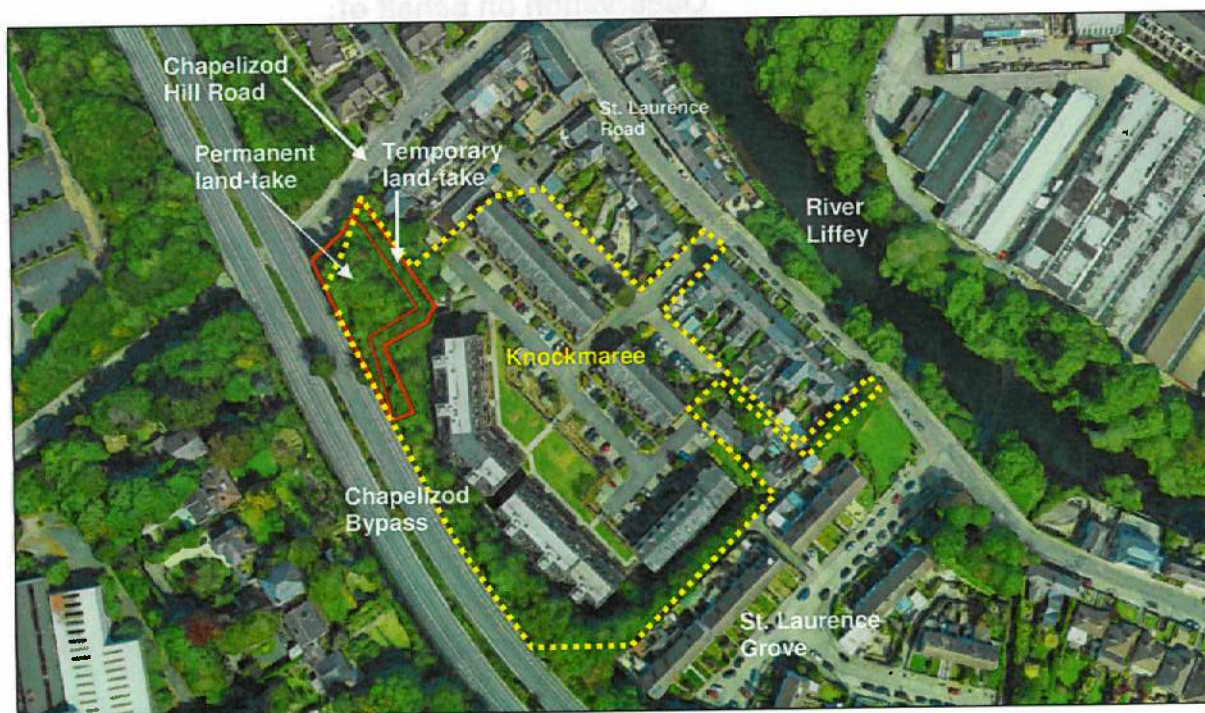 Chapelizod
Hill Road
St. Laurence
Road
Permanent
land-take
Temporary
land-take
River
Liffey
Knockmaree
Chapelizod
Bypass
St. Laurence
Grove